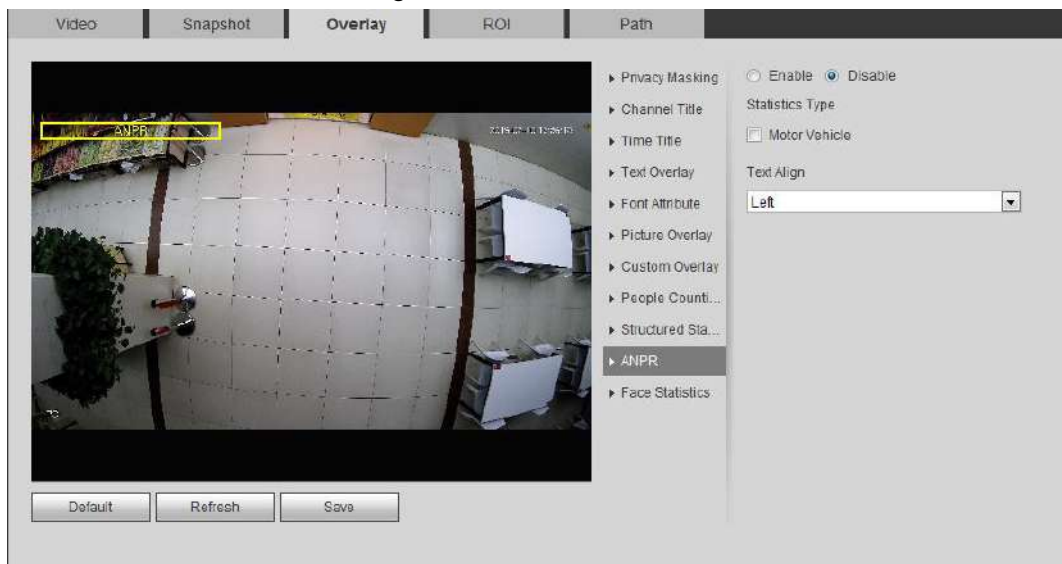 Video Snapshot Overlay ROI Path
Privacy Masking
Channel Title
Time Title
Text Overlay
Font Attribute
Picture Overlay
Custom Overlay
People Counti...
Structured Sta...
ANPR
Face Statistics
Enable Disable
Statistics Type
Motor Vehicle
Text Align
Left
ANPR
Default Refresh Save